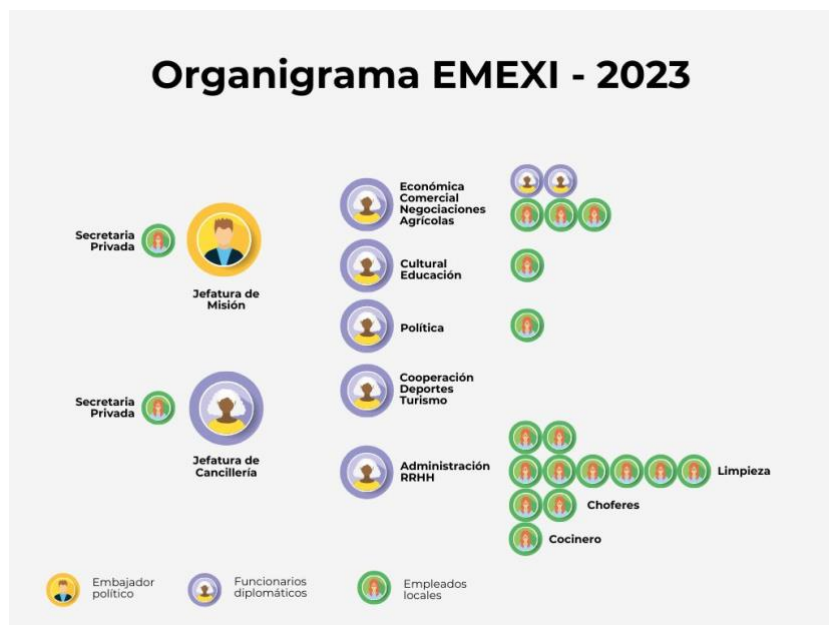 Organigrama EMEXI - 2023
Secretaria
Privada
Jefatura de
Misión
Secretaria
Privada
Jefatura de
Cancillería
Económica
Comercial
Negociaciones
Agrícolas
Cultural
Educación
Política
Cooperación
Deportes
Turismo
Administración
RRHH
Limpieza
Choferes
Cocinero
Embajador
político
Funcionarios
diplomáticos
Empleados
locales